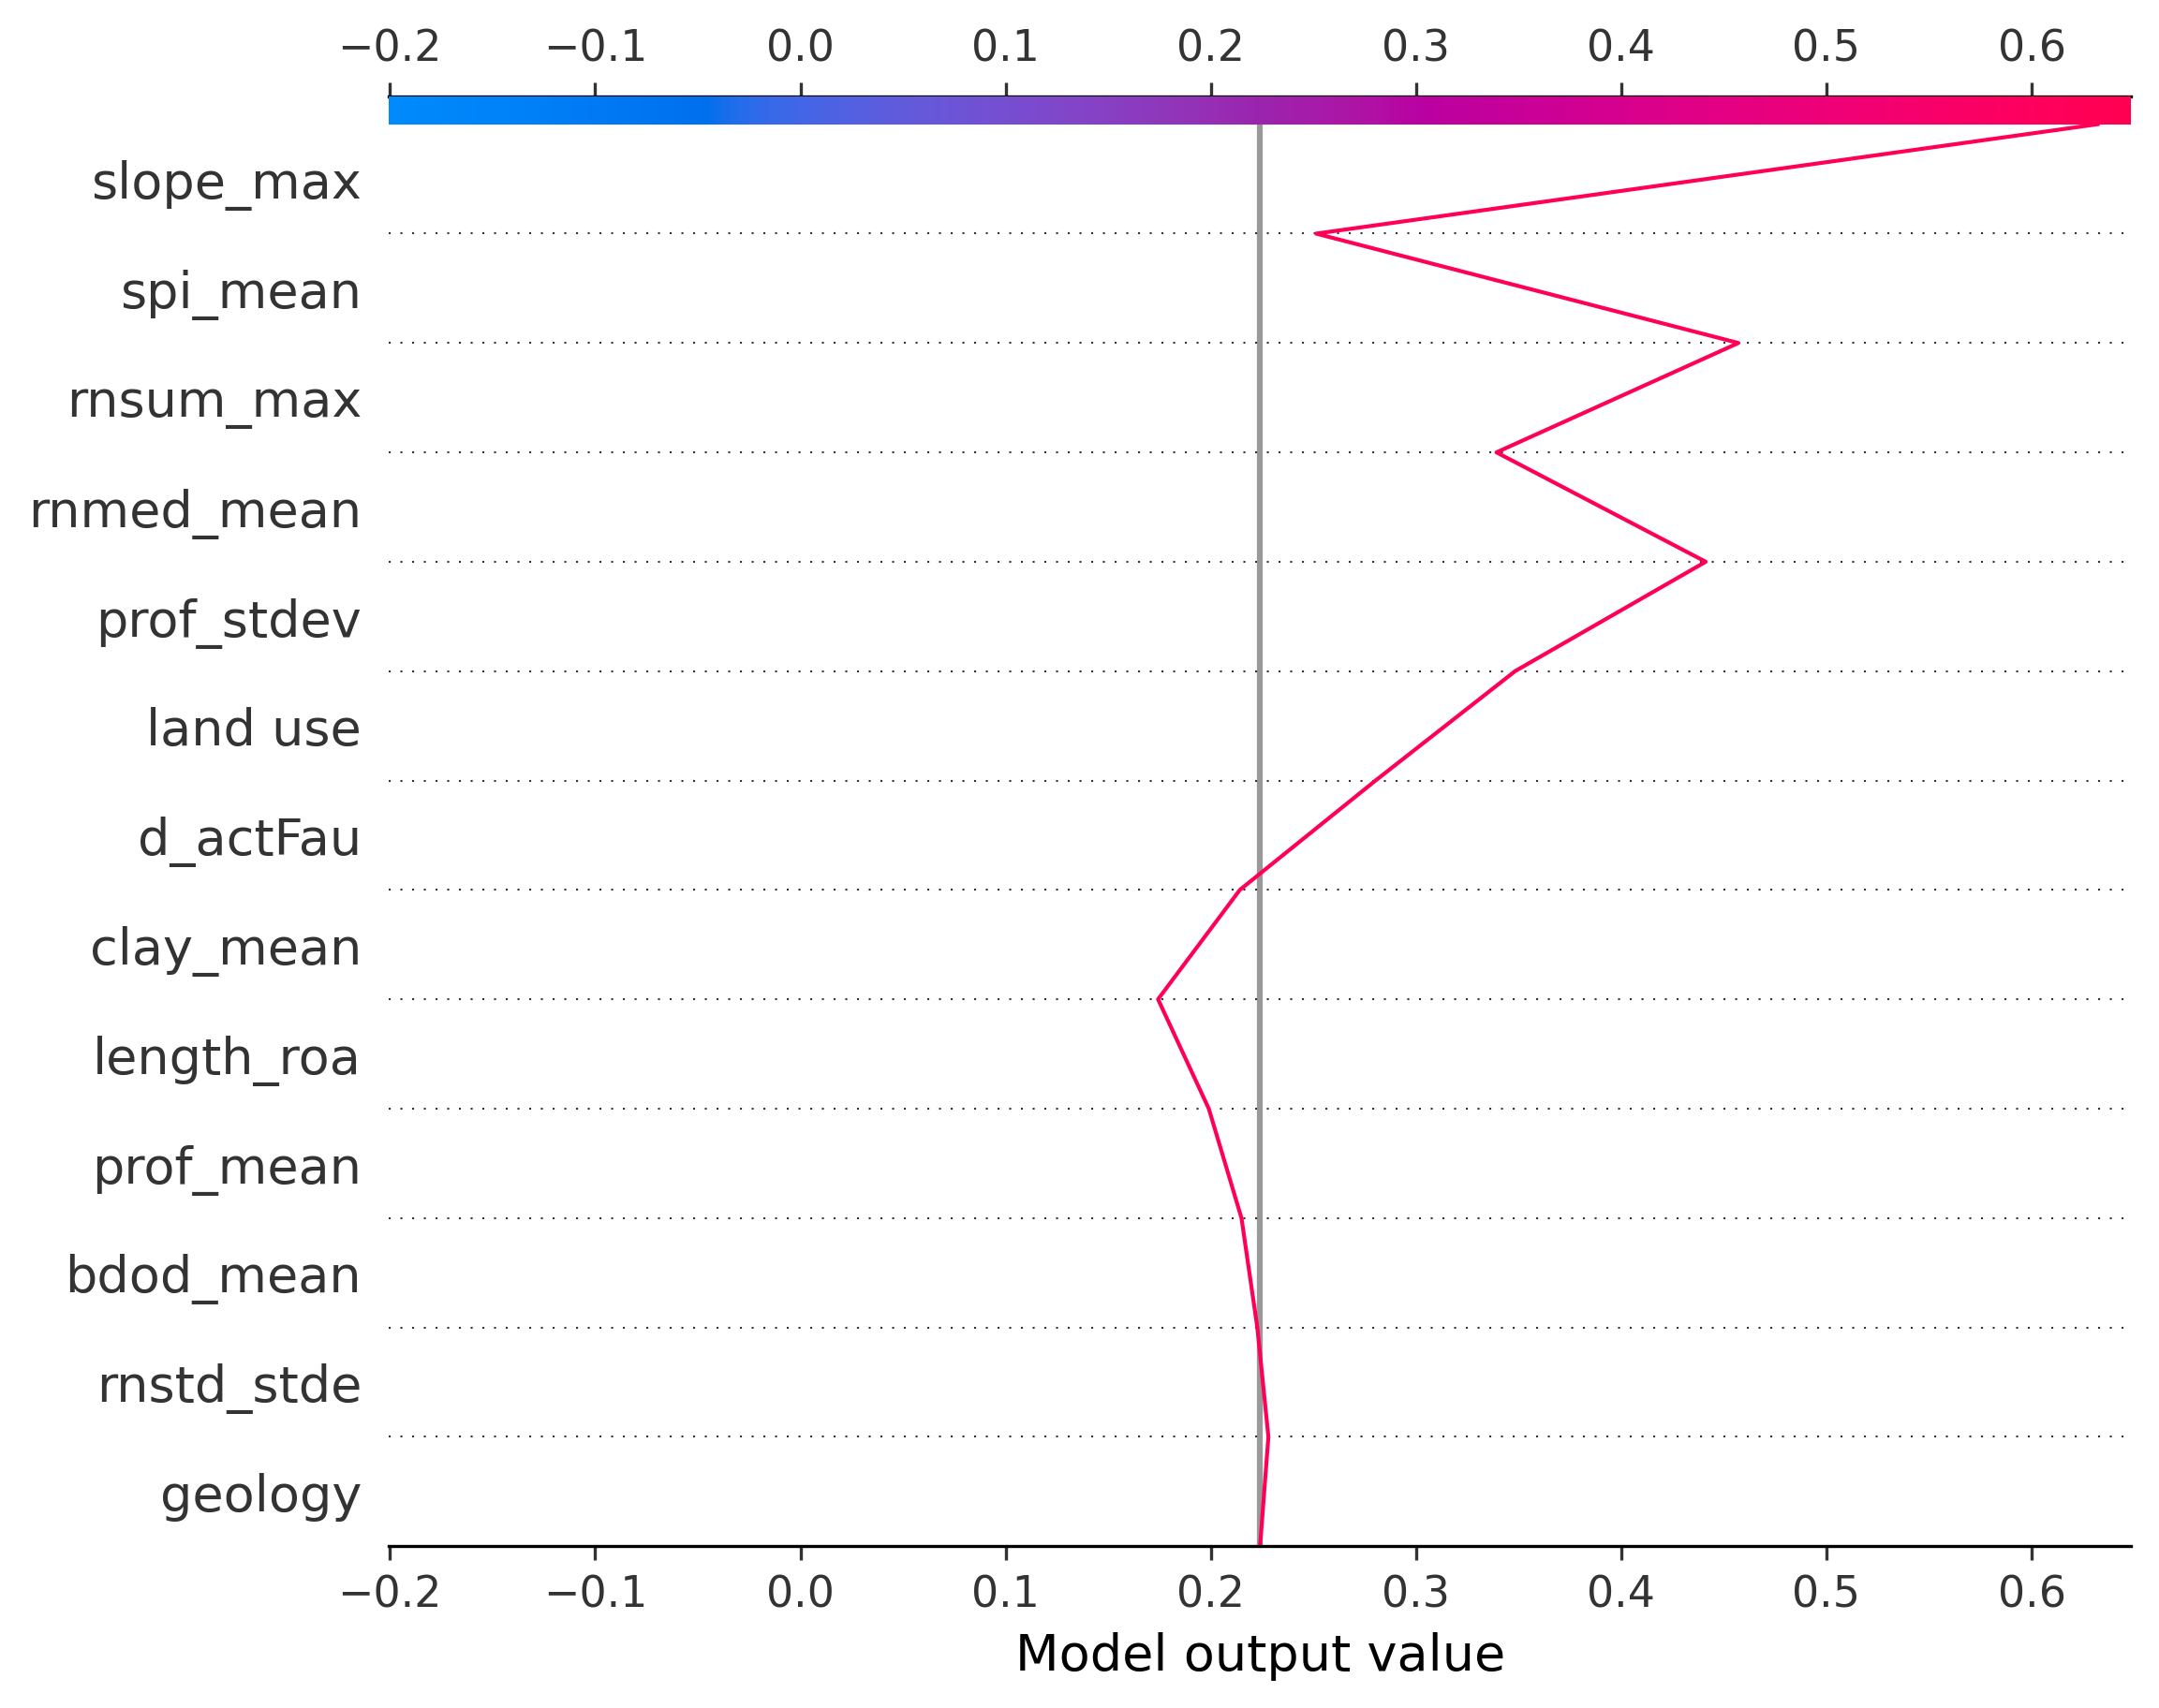 −0.2 −0.1 0.0 0.1 0.2 0.3 0.4 0.5 0.6
slope_max
spi_mean
rnsum_max
rnmed_mean
prof_stdev
land use
d_actFau
clay_mean
length_roa
prof_mean
bdod_mean
rnstd_stde
geology
−0.2 −0.1 0.0 0.1 0.2 0.3 0.4 0.5 0.6
Model output value